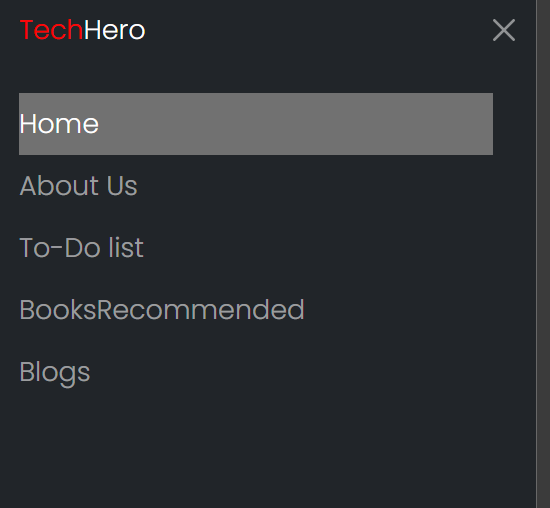 TechHero
Home
About Us
To-Do list
BooksRecommended
Blogs